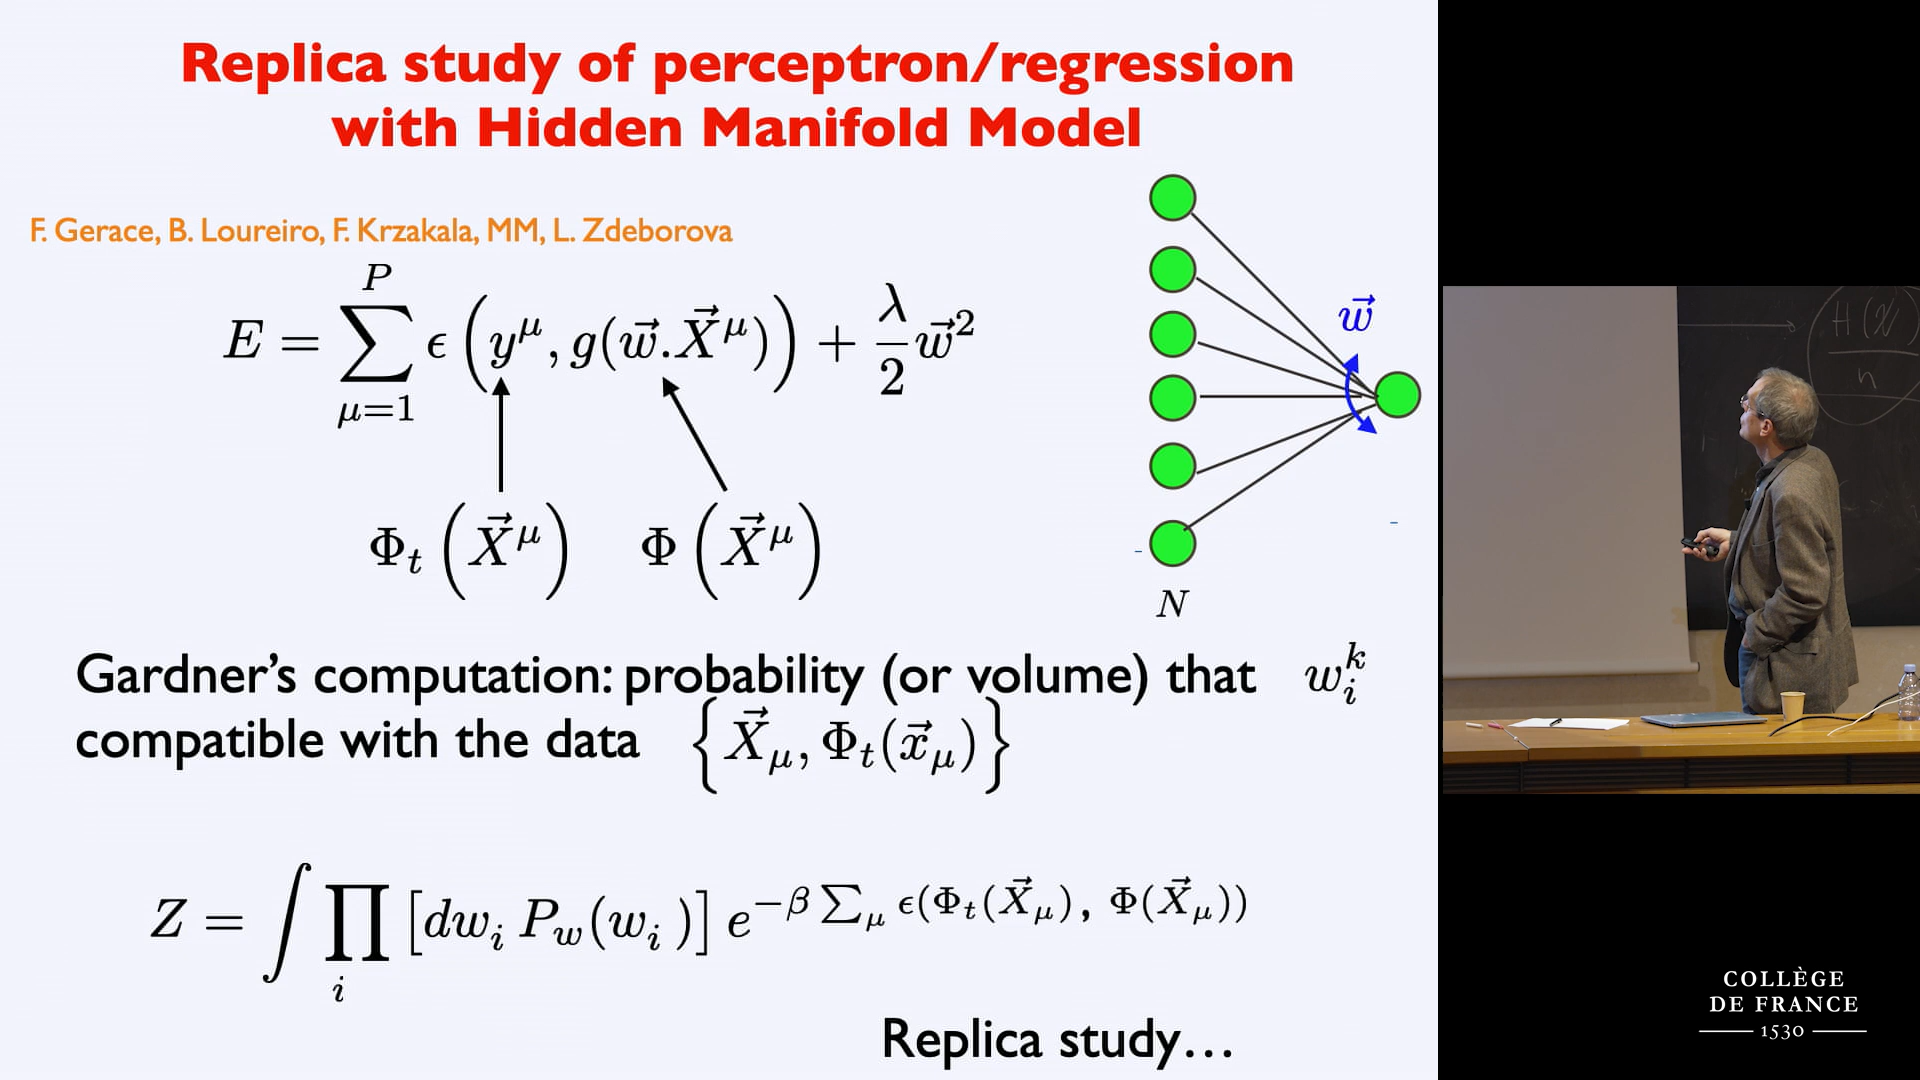 Replica study of perceptron/regression
with Hidden Manifold Model
F. Gerace, B. Loureiro, F. Krzakala, MM, L. Zdeborova
E = \sum_{\mu=1}^{P} \epsilon \left( y^\mu, g(\vec{w}.\vec{X}^\mu) \right) + \frac{\lambda}{2} \vec{w}^2
\vec{w}
\Phi_t \left( \vec{X}^\mu \right) \Phi \left( \vec{X}^\mu \right)
N
Gardner’s computation: probability (or volume) that w_i^k
compatible with the data \left\{ \vec{X}_\mu, \Phi_t(\vec{x}_\mu) \right\}
Z = \int \prod_i [dw_i P_w(w_i)] e^{-\beta \sum_\mu \epsilon(\Phi_t(\vec{X}_\mu), \Phi(\vec{X}_\mu))}
Replica study…
COLLÈGE
DE FRANCE
1530